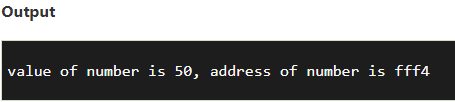 Output
value of number is 50, address of number is fff4